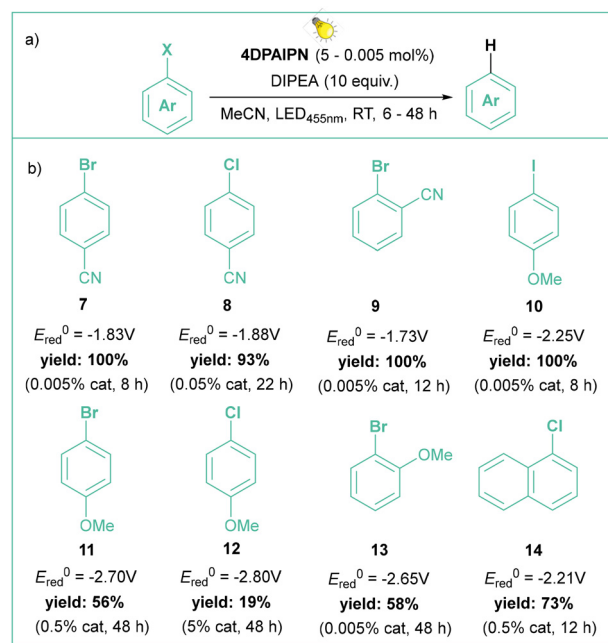 a)
X
Ar
4DPAIPN (5 - 0.005 mol%)
DIPEA (10 equiv.)
MeCN, LED455nm, RT, 6 - 48 h
H
Ar
b)
Br
CN
7
Ered0 = -1.83V
yield: 100%
(0.005% cat, 8 h)
Cl
CN
8
Ered0 = -1.88V
yield: 93%
(0.05% cat, 22 h)
Br
CN
9
Ered0 = -1.73V
yield: 100%
(0.005% cat, 12 h)
I
OMe
10
Ered0 = -2.25V
yield: 100%
(0.005% cat, 8 h)
Br
OMe
11
Ered0 = -2.70V
yield: 56%
(0.5% cat, 48 h)
Cl
OMe
12
Ered0 = -2.80V
yield: 19%
(5% cat, 48 h)
Br
OMe
13
Ered0 = -2.65V
yield: 58%
(0.005% cat, 48 h)
Cl
14
Ered0 = -2.21V
yield: 73%
(0.5% cat, 12 h)